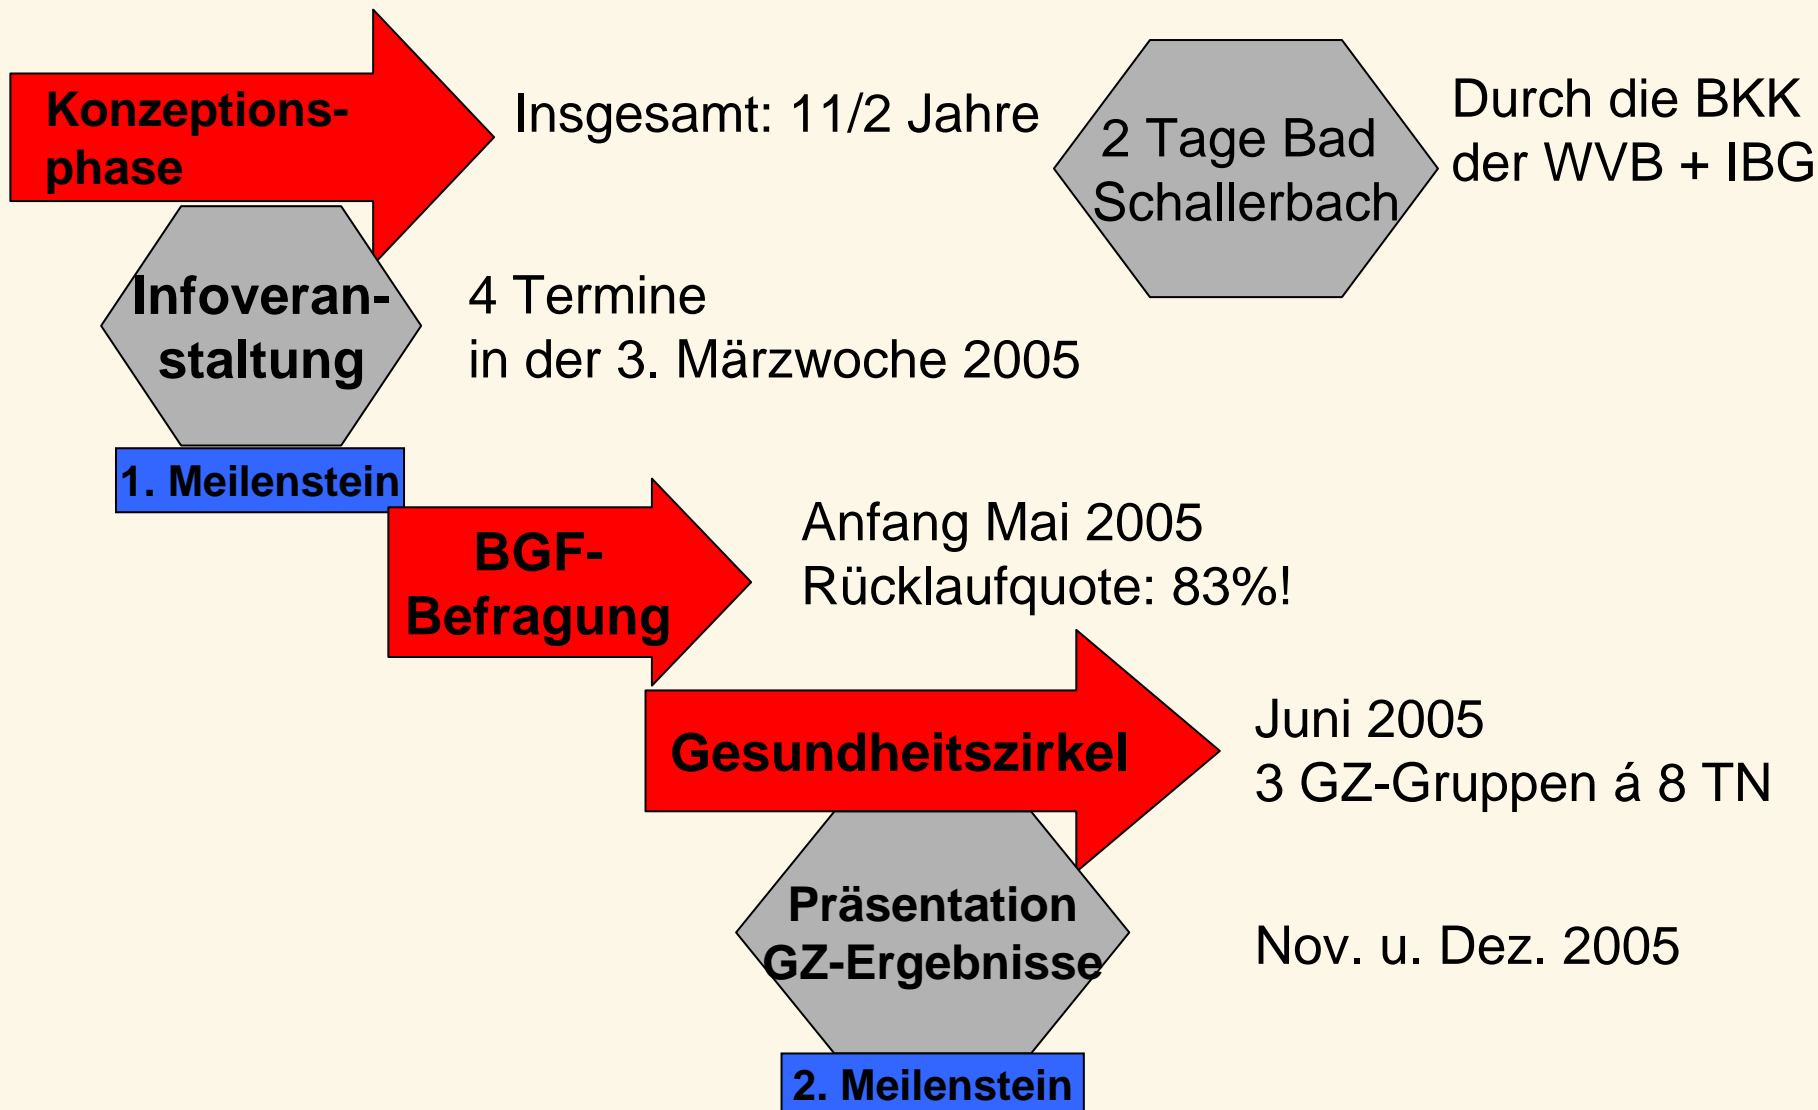 Konzeptions-
phase
Insgesamt: 11/2 Jahre
2 Tage Bad
Schallerbach
Durch die BKK
der WVB + IBG
Infoveran-
staltung
4 Termine
in der 3. Märzwoche 2005
1. Meilenstein
BGF-
Befragung
Anfang Mai 2005
Rücklaufquote: 83%!
Gesundheitszirkel
Juni 2005
3 GZ-Gruppen á 8 TN
Präsentation
GZ-Ergebnisse
Nov. u. Dez. 2005
2. Meilenstein